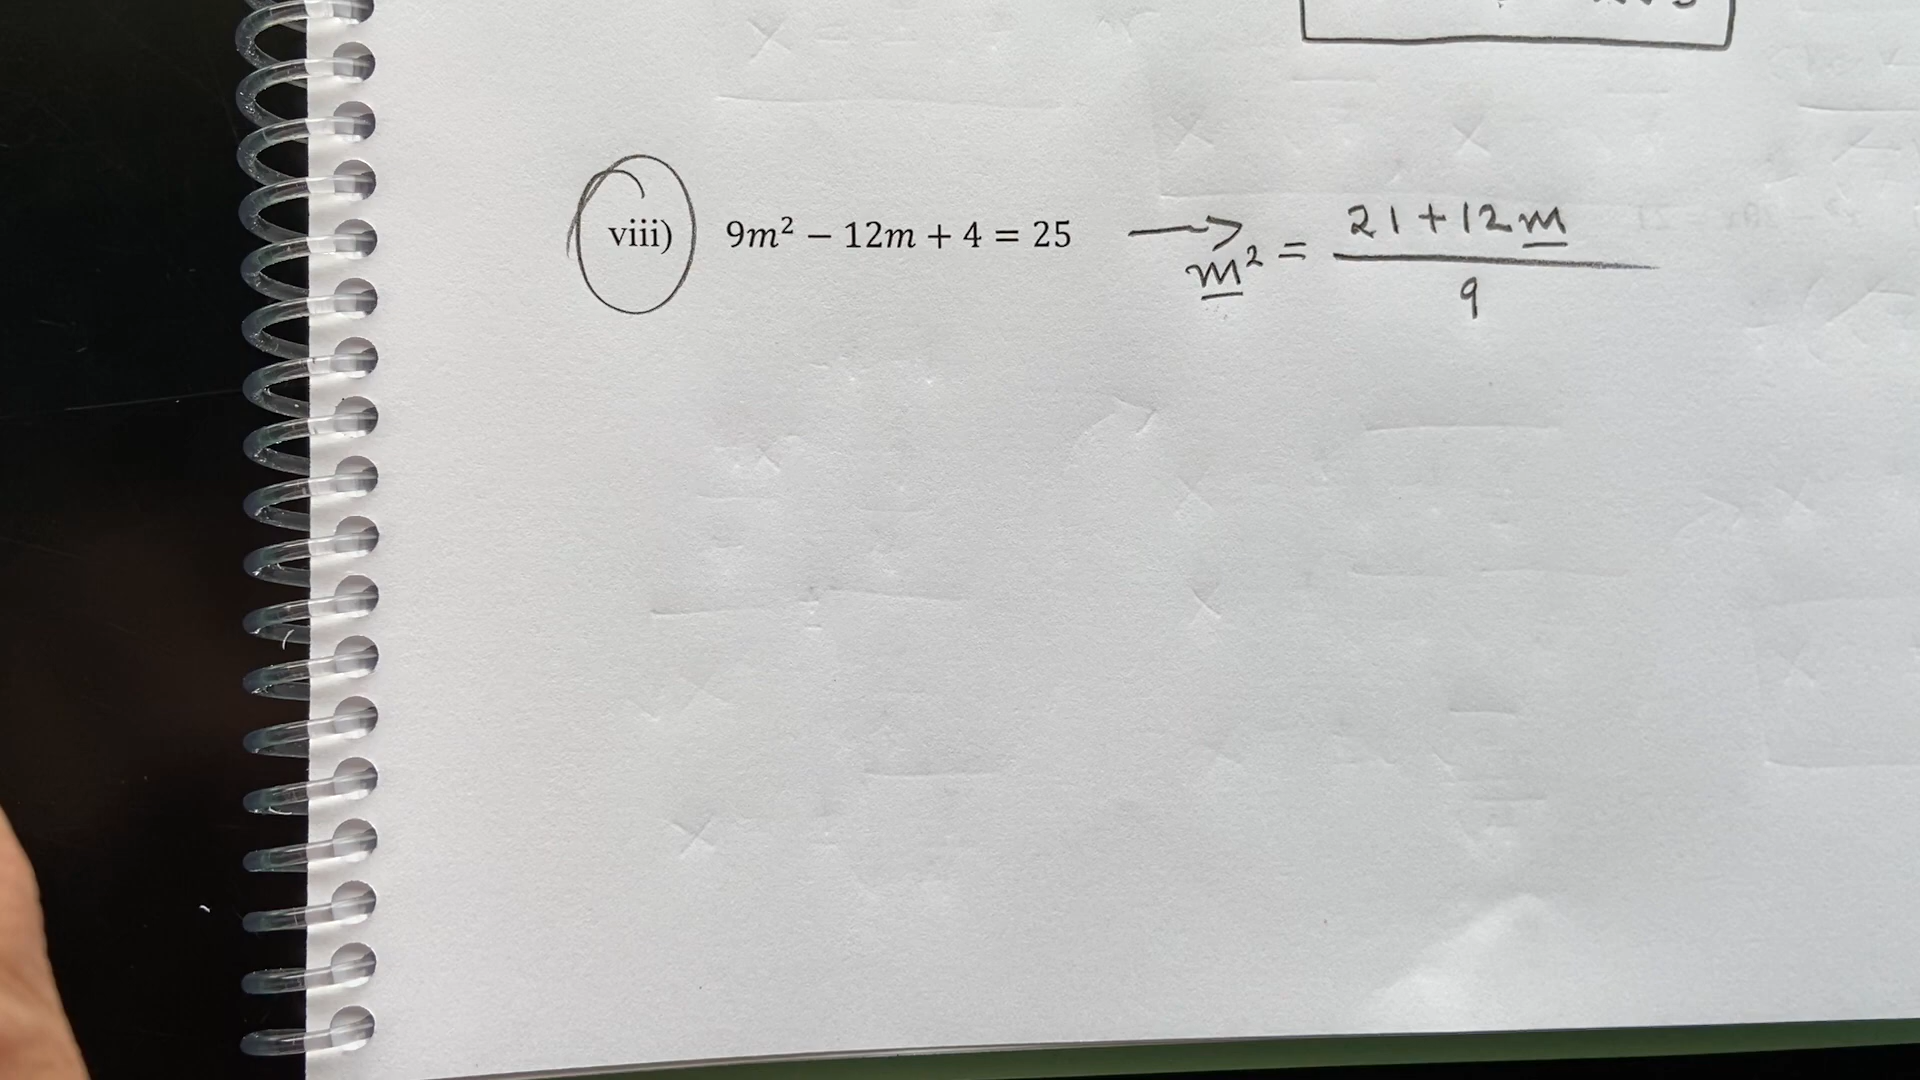 viii) 9m² − 12m + 4 = 25 → m² = (21 + 12m) / 9